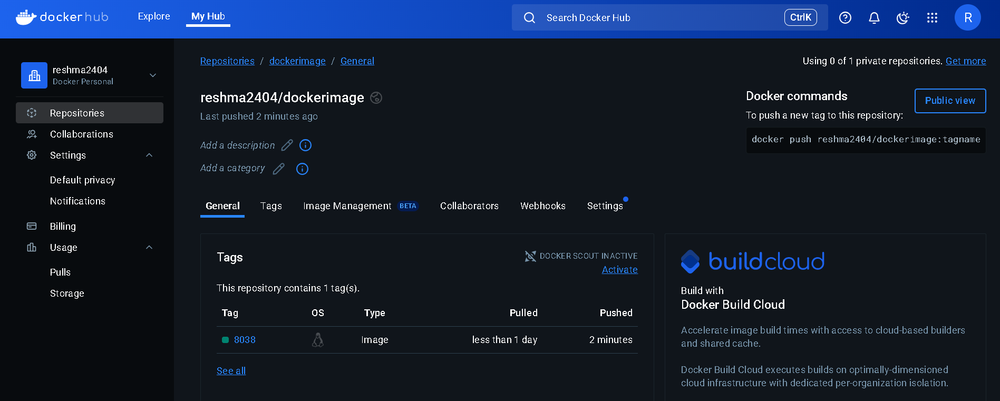 docker hub
Explore
My Hub
Search Docker Hub
CtrlK
R
reshma2404
Docker Personal
Repositories
Collaborations
Settings
Default privacy
Notifications
Billing
Usage
Pulls
Storage
Repositories / dockerimage / General
Using 0 of 1 private repositories. Get more
reshma2404/dockerimage
Last pushed 2 minutes ago
Add a description
Add a category
Docker commands
Public view
To push a new tag to this repository:
docker push reshma2404/dockerimage:tagname
General
Tags
Image Management BETA
Collaborators
Webhooks
Settings
Tags
DOCKER SCOUT INACTIVE
Activate
This repository contains 1 tag(s).
Tag OS Type Pulled Pushed
8038 Image less than 1 day 2 minutes
See all
buildcloud
Build with
Docker Build Cloud
Accelerate image build times with access to cloud-based builders
and shared cache.
Docker Build Cloud executes builds on optimally-dimensioned
cloud infrastructure with dedicated per-organization isolation.